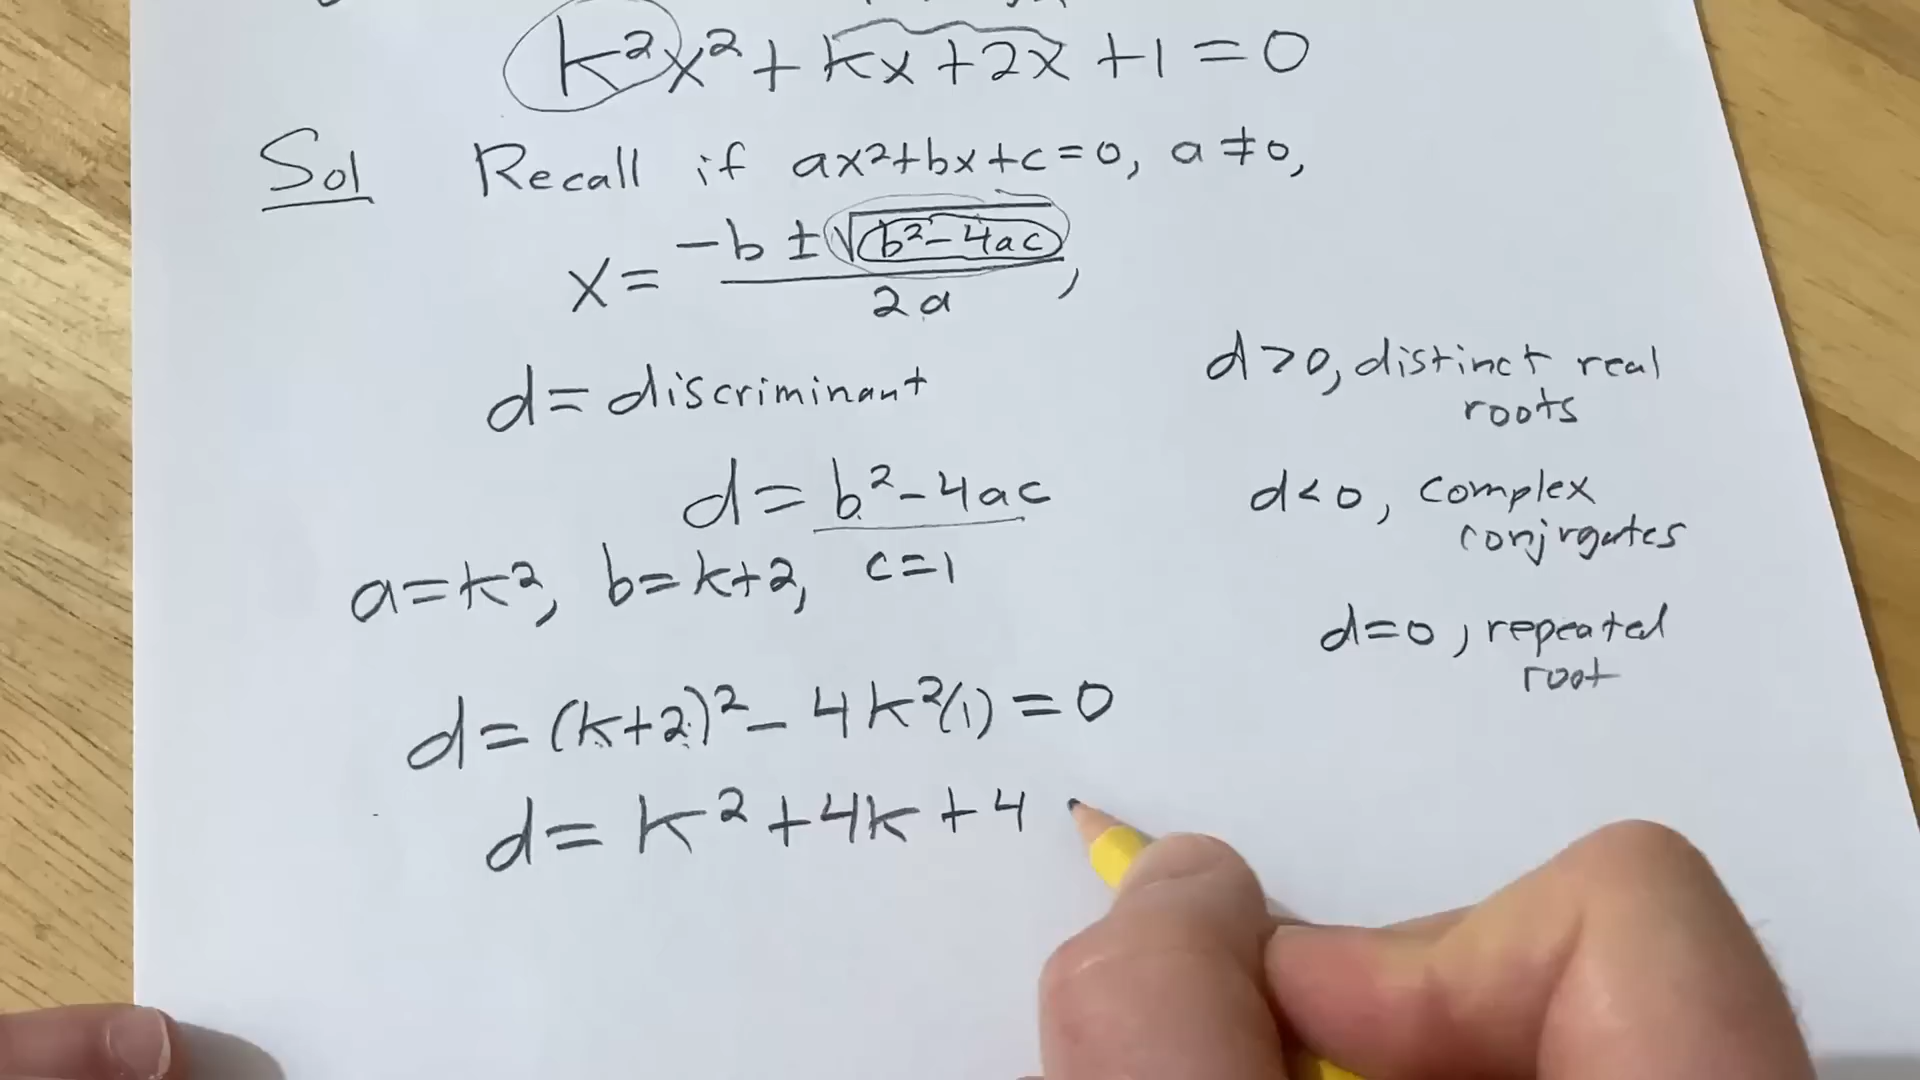 k²x² + kx + 2x + 1 = 0
Sol Recall if ax²+bx+c=0, a≠0,
x = -b ± √b²-4ac / 2a ,
d = discriminant
d = b²-4ac
a=k², b=k+2, c=1
d = (k+2)² - 4k²(1) = 0
d = k² + 4k + 4
d>0, distinct real
roots
d<0, complex
conjugates
d=0, repeated
root